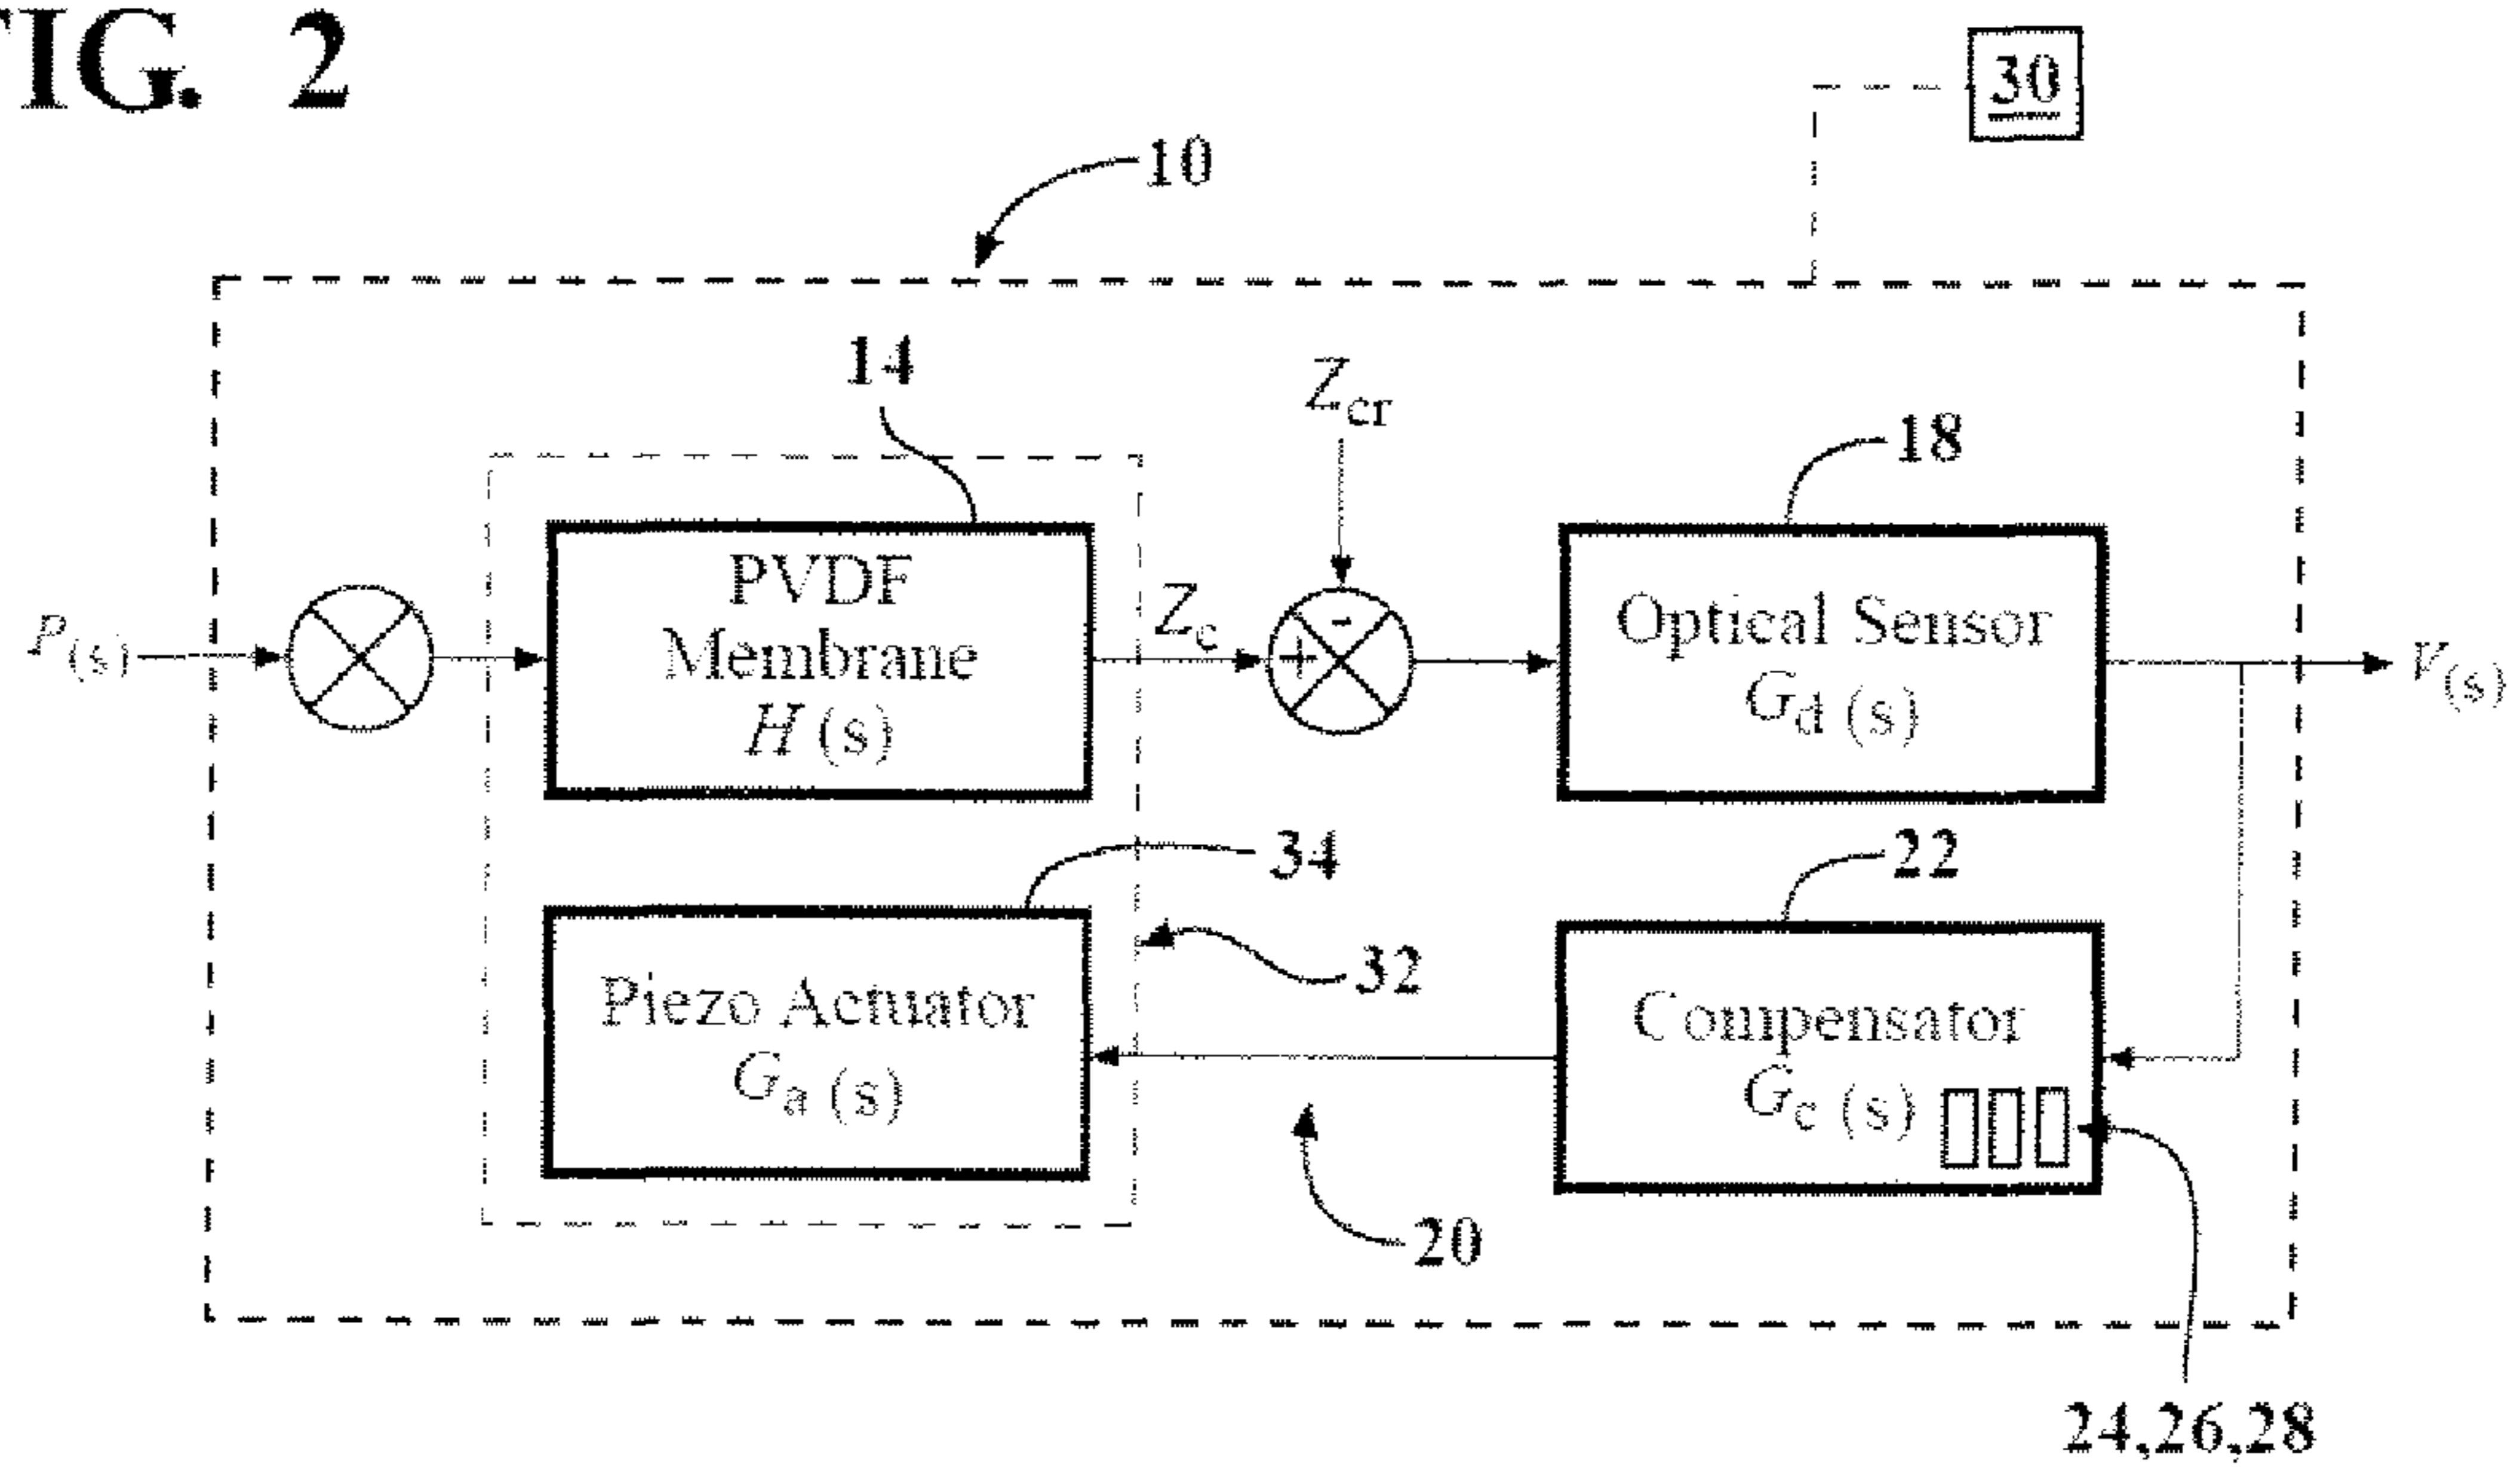 FIG. 2
30
10
14
Zcr
18
PVDF
Membrane
H (s)
P(s)
Zc
+
-
Optical Sensor
Gd (s)
V(s)
34
22
32
Piezo Actuator
Ga (s)
Compensator
Gc (s)
20
24,26,28